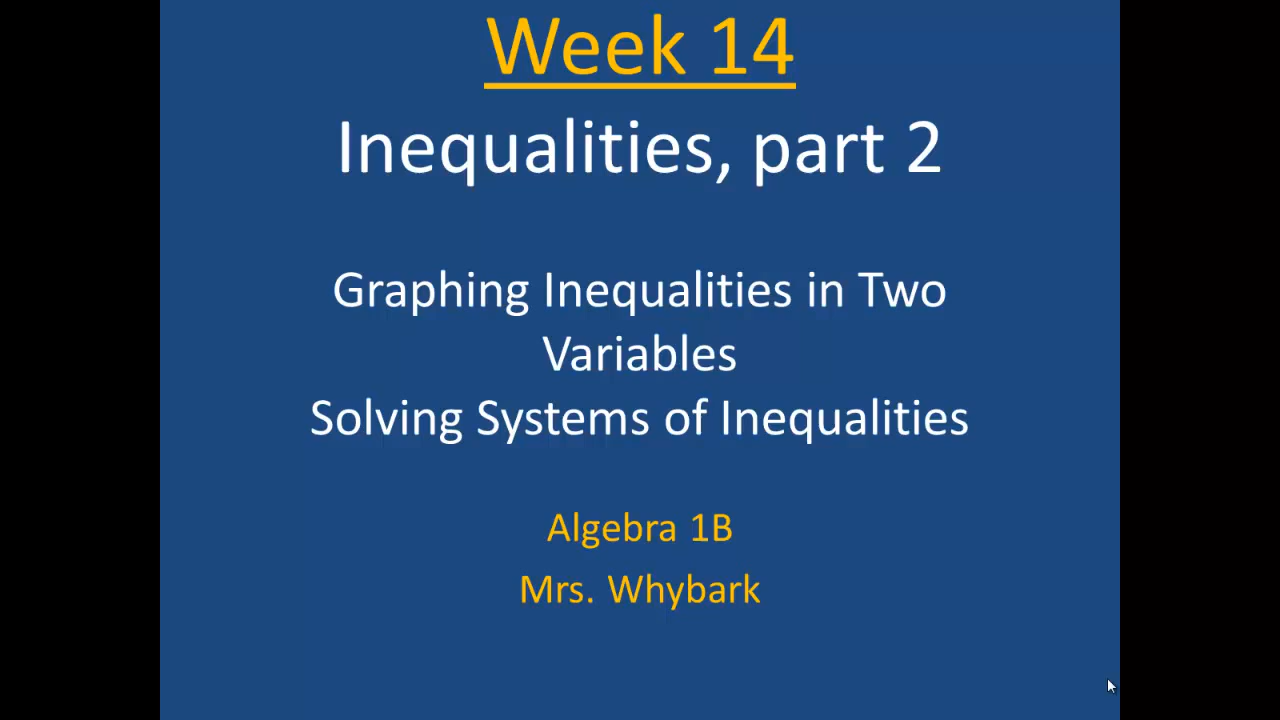 Week 14
Inequalities, part 2
Graphing Inequalities in Two
Variables
Solving Systems of Inequalities
Algebra 1B
Mrs. Whybark